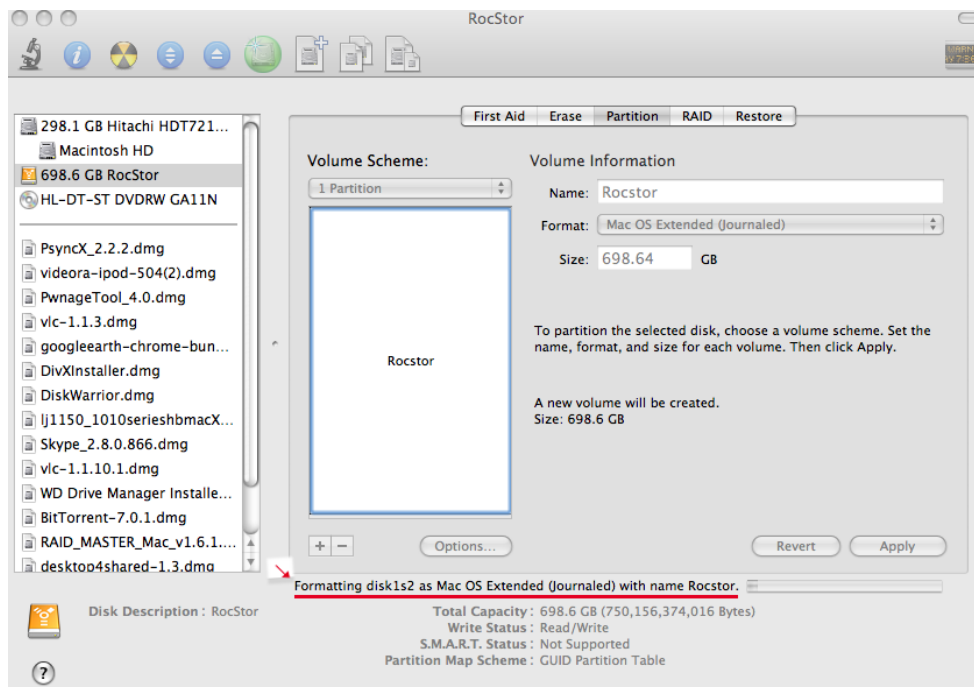 RocStor
First Aid Erase Partition RAID Restore
298.1 GB Hitachi HDT721...
Macintosh HD
698.6 GB RocStor
HL-DT-ST DVDRW GA11N
PsyncX_2.2.2.dmg
videora-ipod-504(2).dmg
PwnageTool_4.0.dmg
vlc-1.1.3.dmg
googleearth-chrome-bun...
DivXInstaller.dmg
DiskWarrior.dmg
lj1150_1010serieshbmacX...
Skype_2.8.0.866.dmg
vlc-1.1.10.1.dmg
WD Drive Manager Installe...
BitTorrent-7.0.1.dmg
RAID_MASTER_Mac_v1.6.1....
desktop4shared-1.3.dmg
Volume Scheme:
1 Partition
Rocstor
+ −
Options...
Volume Information
Name: Rocstor
Format: Mac OS Extended (Journaled)
Size: 698.64 GB
To partition the selected disk, choose a volume scheme. Set the
name, format, and size for each volume. Then click Apply.
A new volume will be created.
Size: 698.6 GB
Revert Apply
Formatting disk1s2 as Mac OS Extended (Journaled) with name Rocstor.
Disk Description : RocStor
Total Capacity : 698.6 GB (750,156,374,016 Bytes)
Write Status : Read/Write
S.M.A.R.T. Status : Not Supported
Partition Map Scheme : GUID Partition Table
?